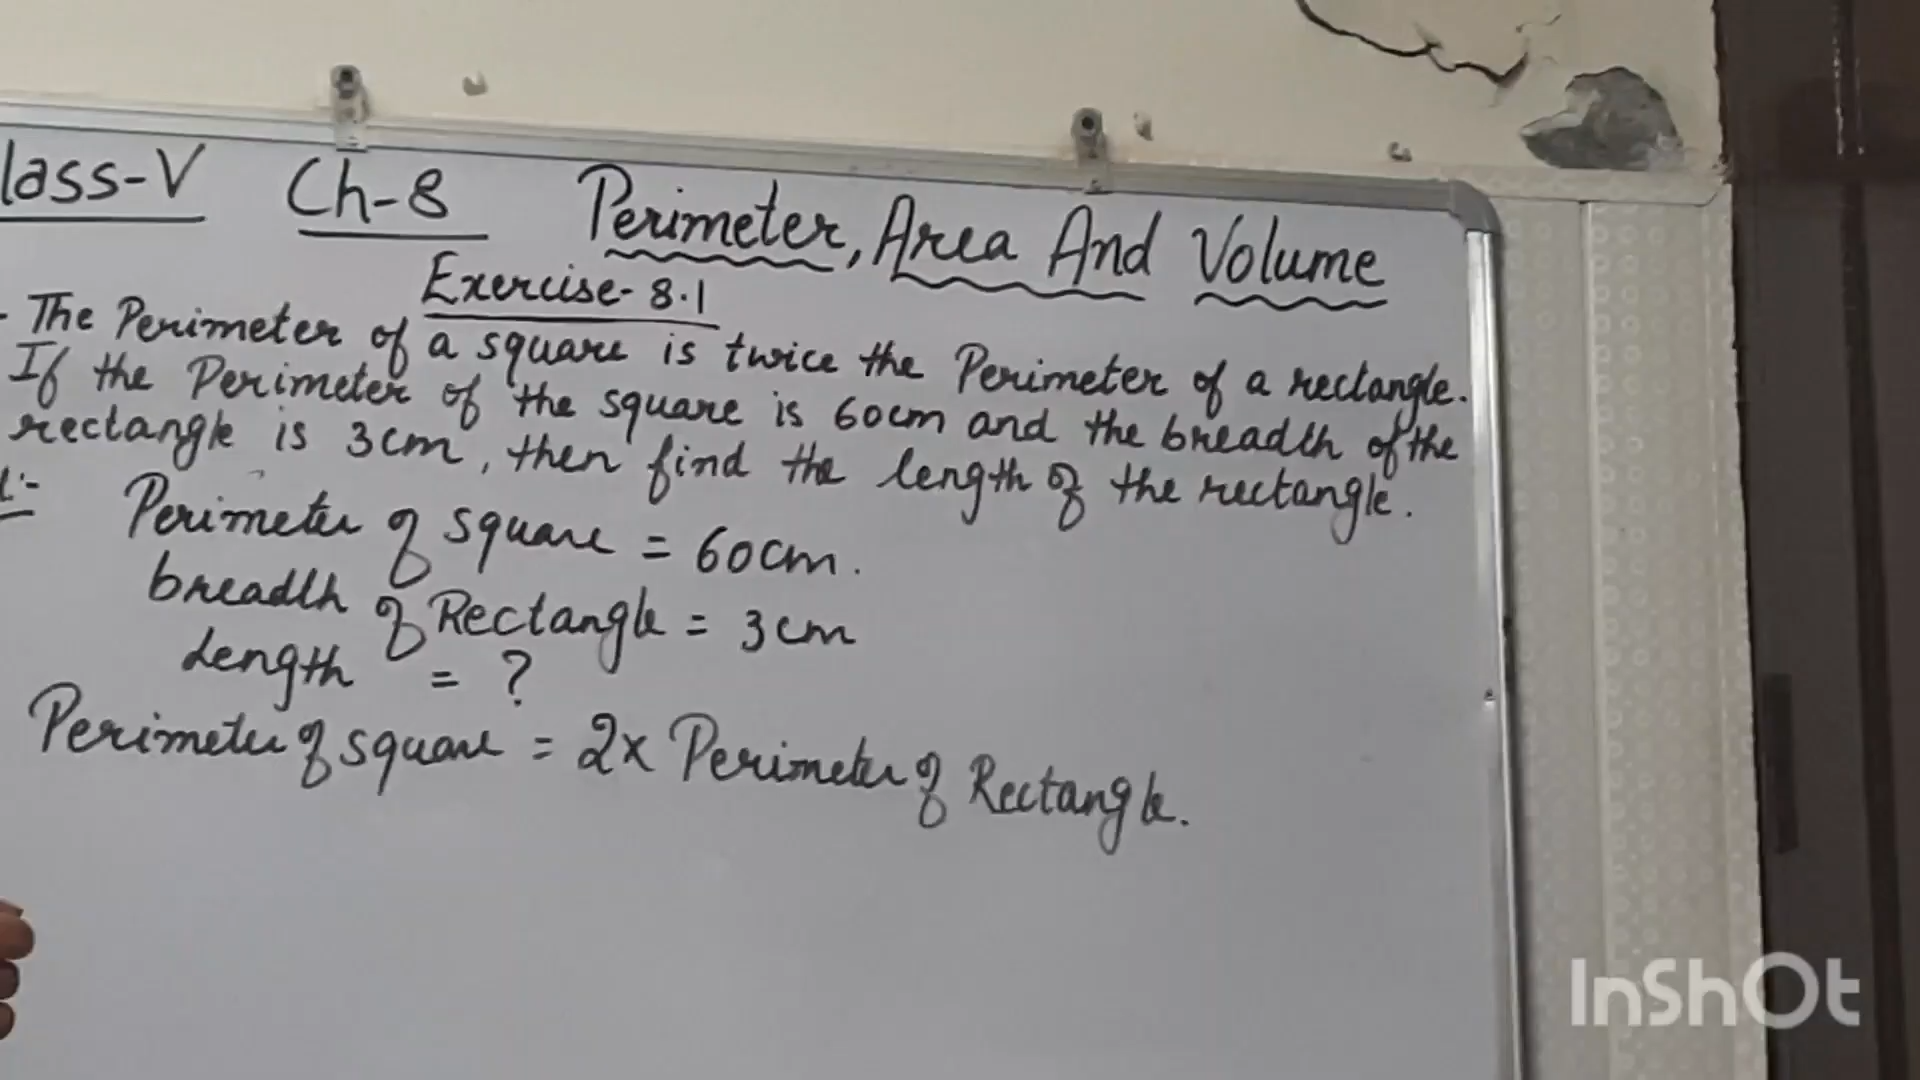 lass-V Ch-8 Perimeter, Area And Volume
Exercise-8.1
- The Perimeter of a square is twice the Perimeter of a rectangle.
If the Perimeter of the square is 60cm and the breadth of the
rectangle is 3cm, then find the length of the rectangle.
l:- Perimeter of square = 60cm.
breadth of Rectangle = 3cm
Length = ?
Perimeter of square = 2x Perimeter of Rectangle.
InShOt